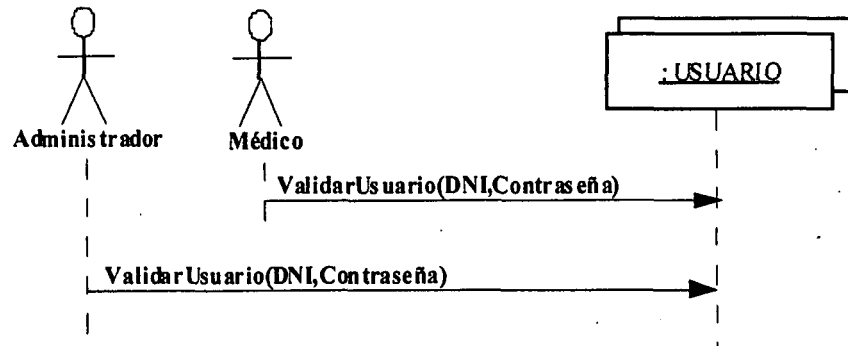 : USUARIO
Administrador
Médico
ValidarUsuario(DNI,Contraseña)
ValidarUsuario(DNI,Contraseña)